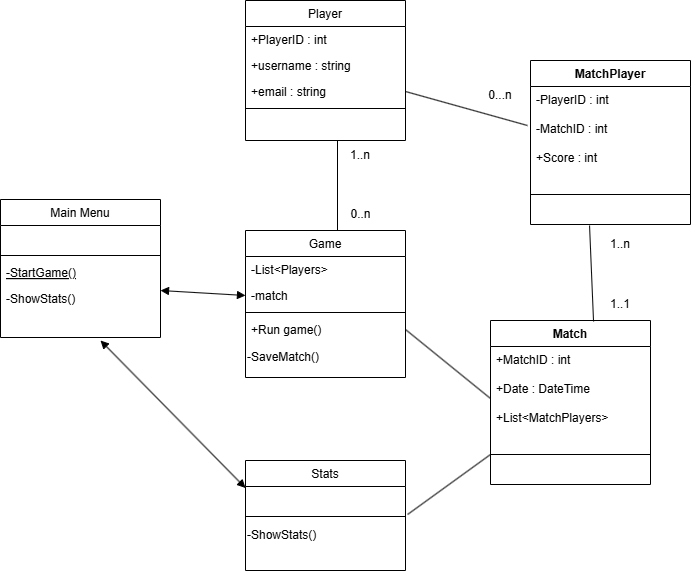 Player
+PlayerID : int
+username : string
+email : string
MatchPlayer
-PlayerID : int
-MatchID : int
+Score : int
0...n
1..n
0..n
Main Menu
-StartGame()
-ShowStats()
Game
-List<Players>
-match
+Run game()
-SaveMatch()
1..n
1..1
Match
+MatchID : int
+Date : DateTime
+List<MatchPlayers>
Stats
-ShowStats()